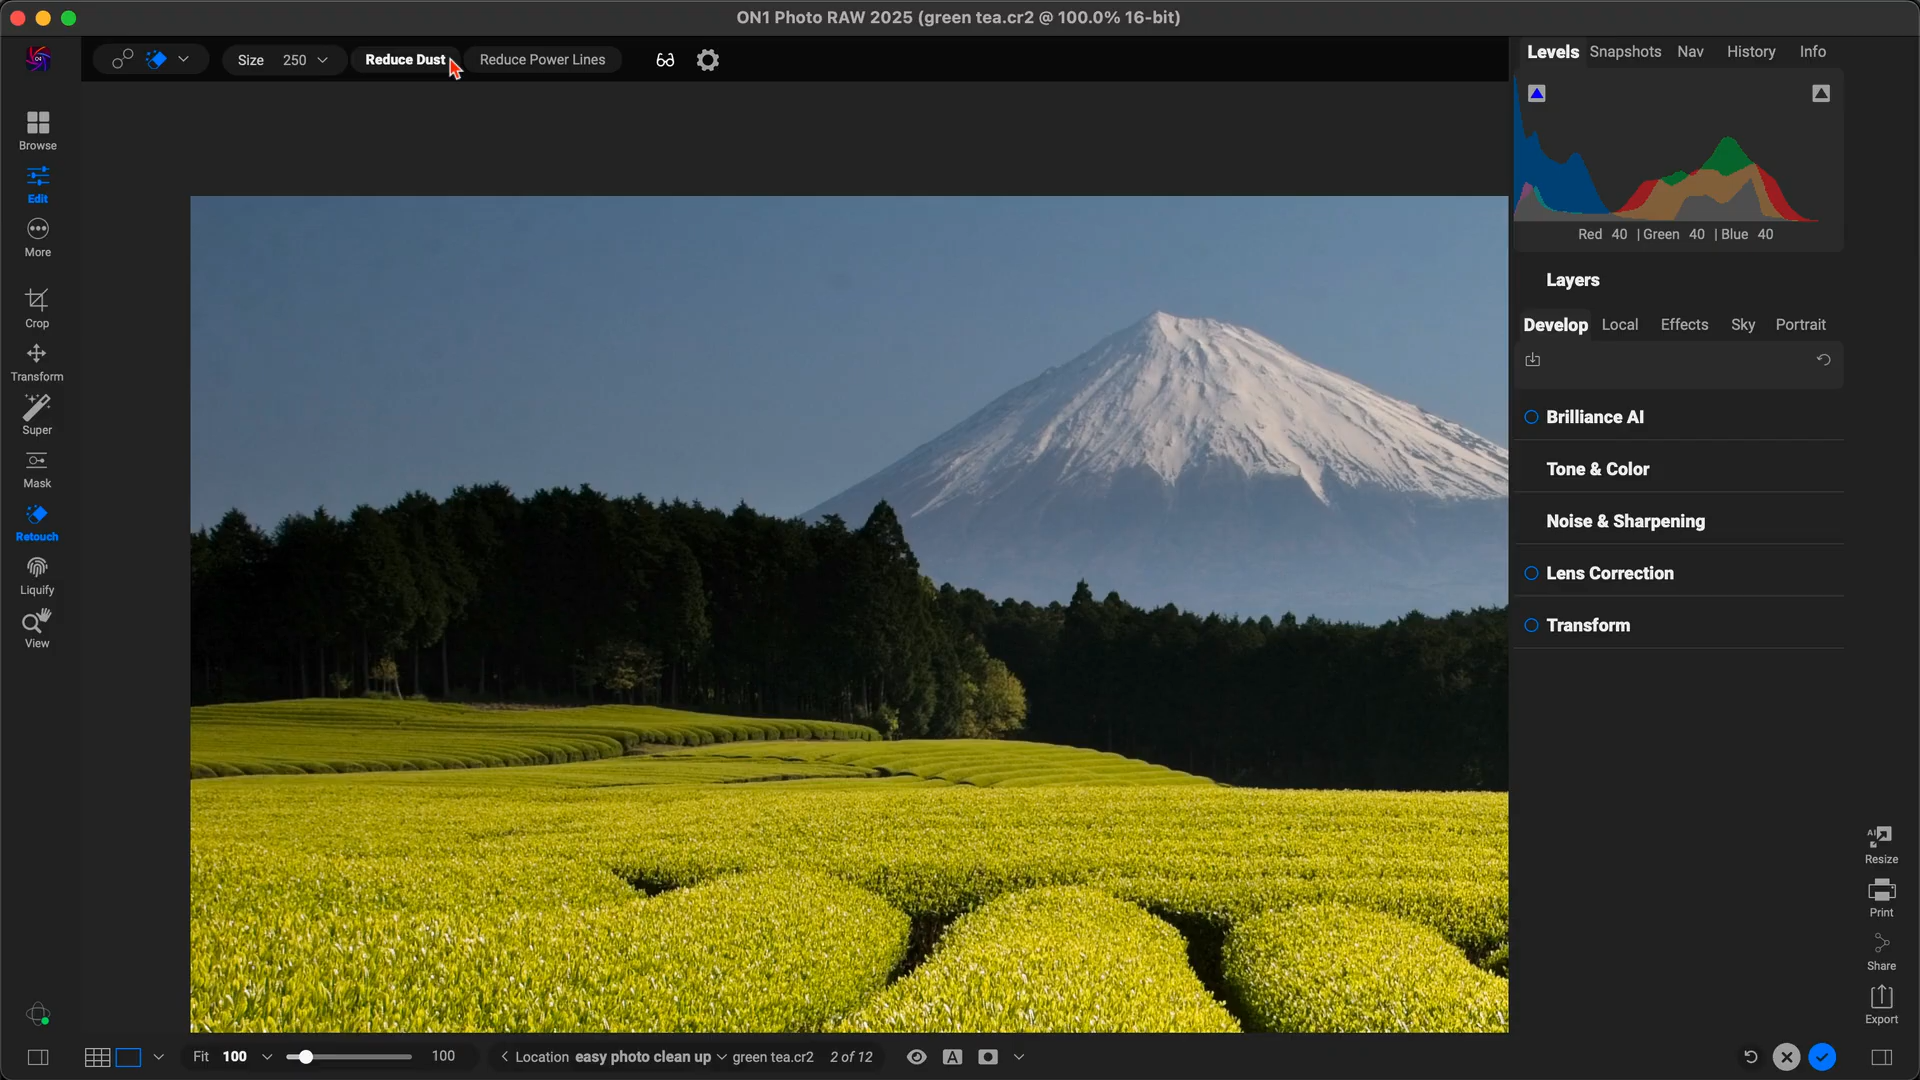 ON1 Photo RAW 2025 (green tea.cr2 @ 100.0% 16-bit)
Size 250 Reduce Dust Reduce Power Lines
Levels Snapshots Nav History Info
Browse
Edit
More
Crop
Transform
Super
Mask
Retouch
Liquify
View
Red 40 | Green 40 | Blue 40
Layers
Develop Local Effects Sky Portrait
Brilliance AI
Tone & Color
Noise & Sharpening
Lens Correction
Transform
AI
Resize
Print
Share
Export
Fit 100 100 Location easy photo clean up green tea.cr2 2 of 12 A